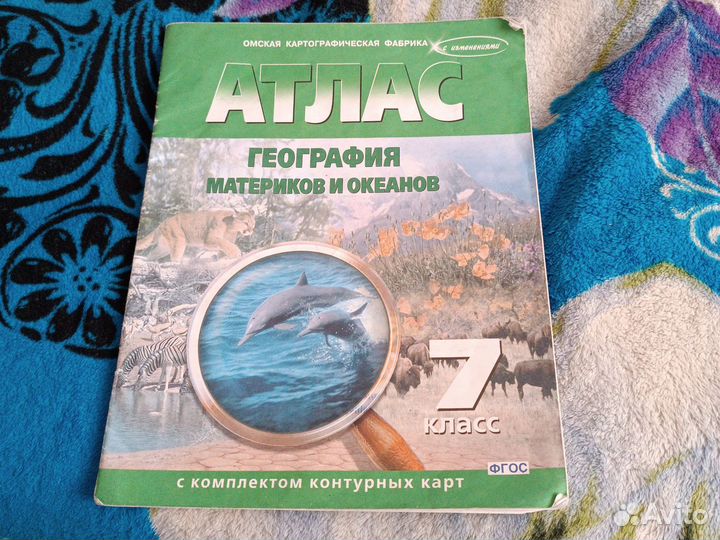 ОМСКАЯ КАРТОГРАФИЧЕСКАЯ ФАБРИКА
с изменениями
АТЛАС
ГЕОГРАФИЯ
МАТЕРИКОВ И ОКЕАНОВ
7
класс
ФГОС
с комплектом контурных карт
Avito